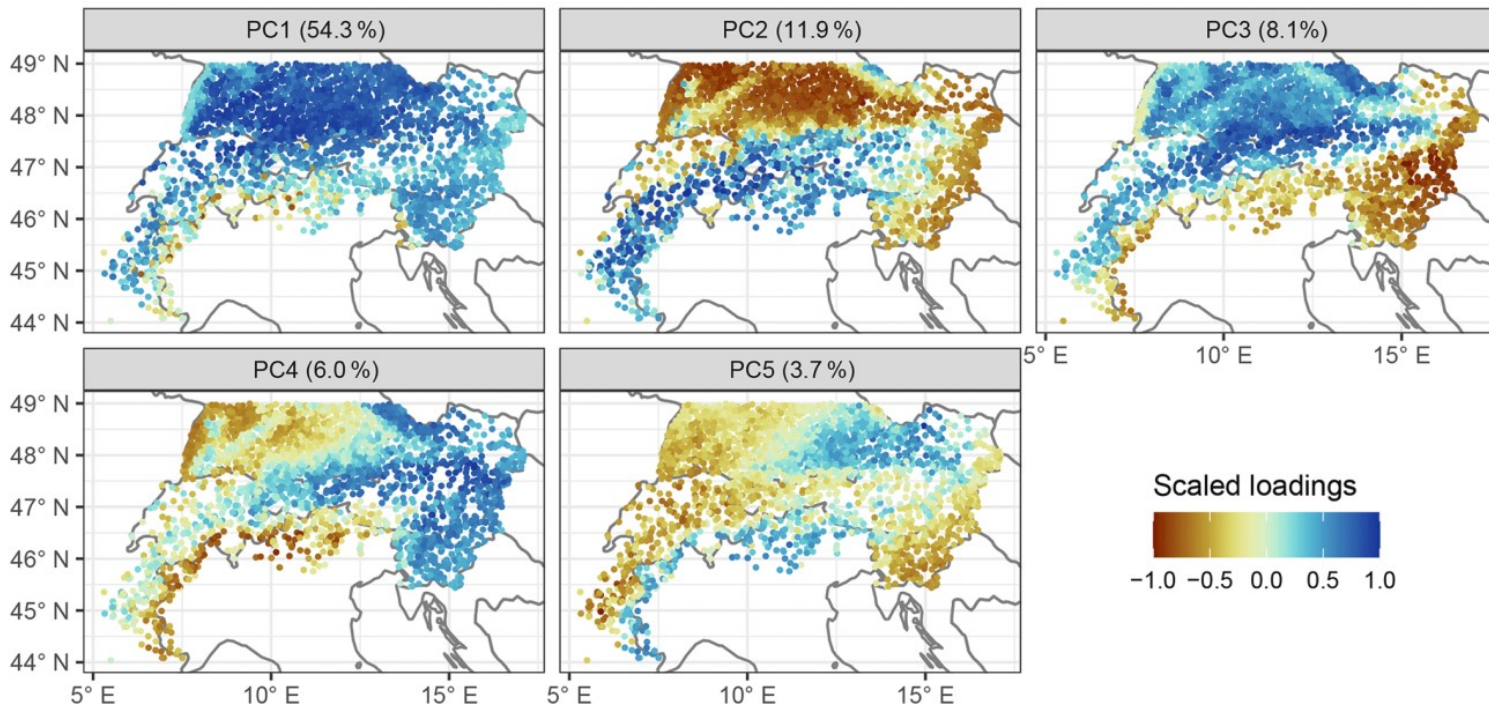 PC1 (54.3 %) PC2 (11.9 %) PC3 (8.1%)
49° N
48° N
47° N
46° N
45° N
44° N
5° E 10° E 15° E
PC4 (6.0 %) PC5 (3.7 %)
49° N
48° N
47° N
46° N
45° N
44° N
5° E 10° E 15° E 5° E 10° E 15° E
Scaled loadings
−1.0 −0.5 0.0 0.5 1.0